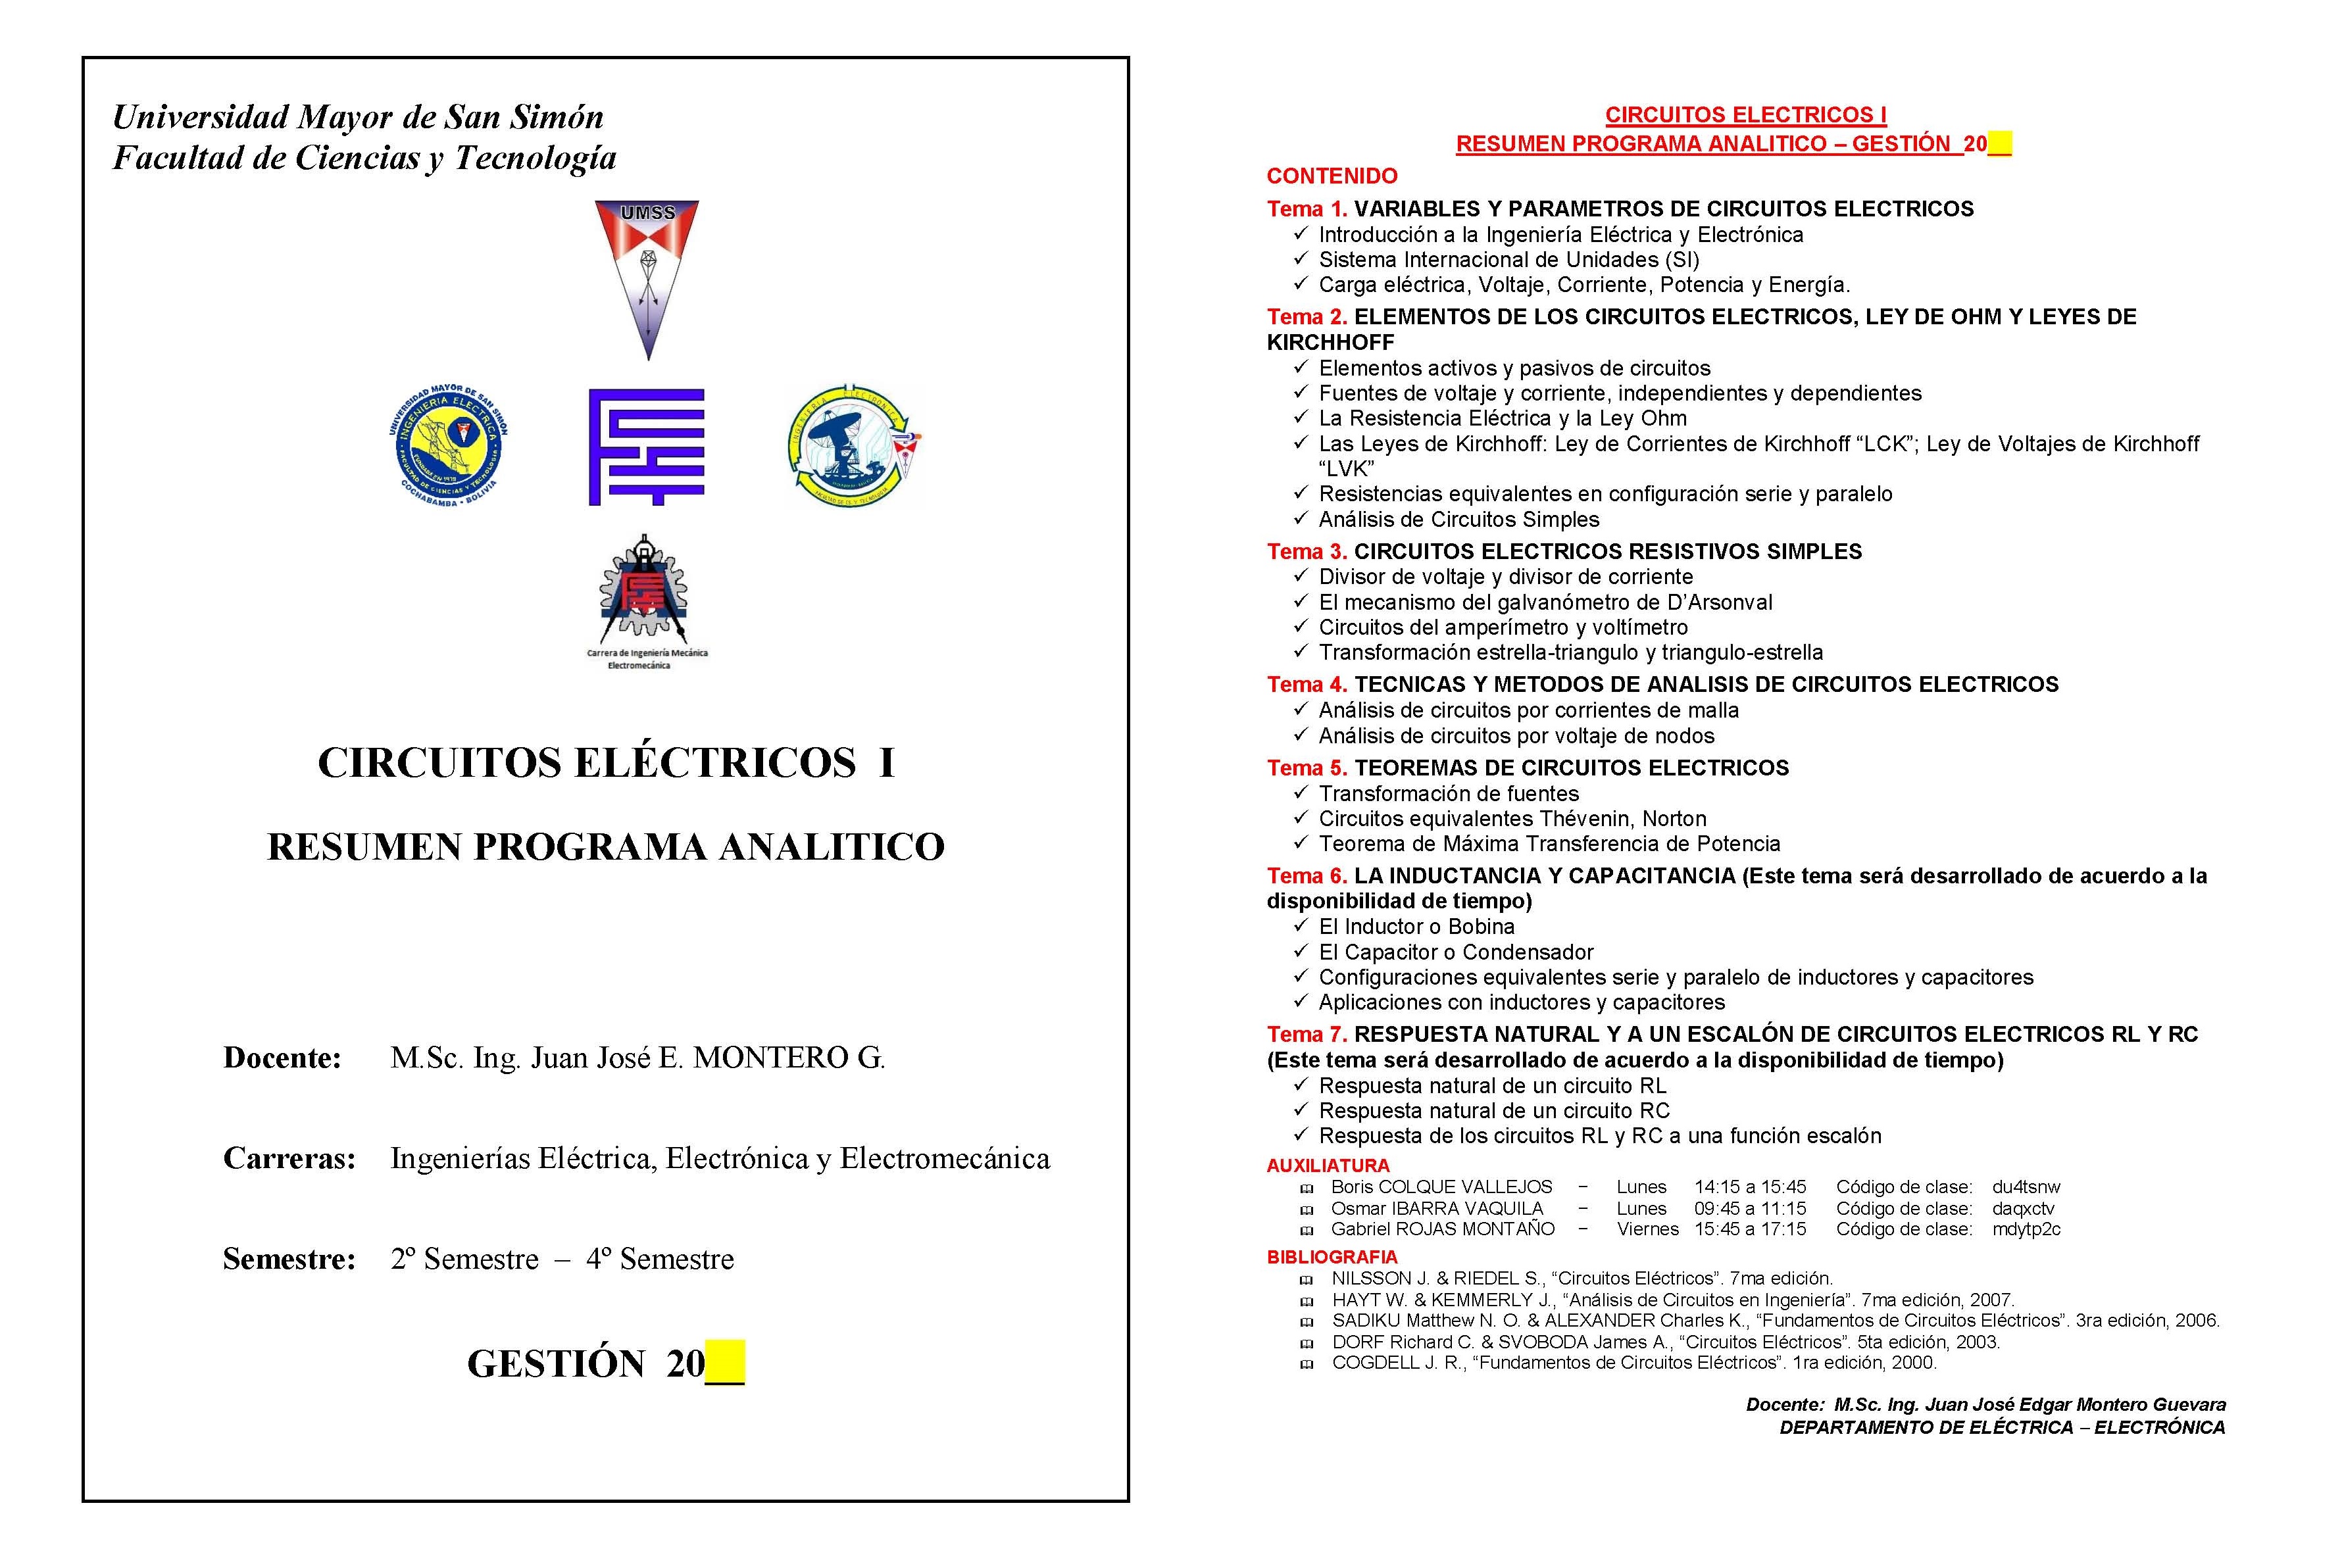 Universidad Mayor de San Simón
Facultad de Ciencias y Tecnología
UMSS
UNIVERSIDAD MAYOR DE SAN SIMÓN
INGENIERIA ELECTRICA
FACULTAD DE CIENCIAS Y TECNOLOGIA
COCHABAMBA • BOLIVIA
INGENIERIA ELECTRONICA
FACULTAD DE CS. Y TECNOLOGIA
Carrera de Ingeniería Mecánica
Electromecánica
CIRCUITOS ELÉCTRICOS I
RESUMEN PROGRAMA ANALITICO
Docente: M.Sc. Ing. Juan José E. MONTERO G.
Carreras: Ingenierías Eléctrica, Electrónica y Electromecánica
Semestre: 2º Semestre – 4º Semestre
GESTIÓN 20__
CIRCUITOS ELECTRICOS I
RESUMEN PROGRAMA ANALITICO – GESTIÓN 20__
CONTENIDO
Tema 1. VARIABLES Y PARAMETROS DE CIRCUITOS ELECTRICOS
✓ Introducción a la Ingeniería Eléctrica y Electrónica
✓ Sistema Internacional de Unidades (SI)
✓ Carga eléctrica, Voltaje, Corriente, Potencia y Energía.
Tema 2. ELEMENTOS DE LOS CIRCUITOS ELECTRICOS, LEY DE OHM Y LEYES DE
KIRCHHOFF
✓ Elementos activos y pasivos de circuitos
✓ Fuentes de voltaje y corriente, independientes y dependientes
✓ La Resistencia Eléctrica y la Ley Ohm
✓ Las Leyes de Kirchhoff: Ley de Corrientes de Kirchhoff “LCK”; Ley de Voltajes de Kirchhoff
“LVK”
✓ Resistencias equivalentes en configuración serie y paralelo
✓ Análisis de Circuitos Simples
Tema 3. CIRCUITOS ELECTRICOS RESISTIVOS SIMPLES
✓ Divisor de voltaje y divisor de corriente
✓ El mecanismo del galvanómetro de D’Arsonval
✓ Circuitos del amperímetro y voltímetro
✓ Transformación estrella-triangulo y triangulo-estrella
Tema 4. TECNICAS Y METODOS DE ANALISIS DE CIRCUITOS ELECTRICOS
✓ Análisis de circuitos por corrientes de malla
✓ Análisis de circuitos por voltaje de nodos
Tema 5. TEOREMAS DE CIRCUITOS ELECTRICOS
✓ Transformación de fuentes
✓ Circuitos equivalentes Thévenin, Norton
✓ Teorema de Máxima Transferencia de Potencia
Tema 6. LA INDUCTANCIA Y CAPACITANCIA (Este tema será desarrollado de acuerdo a la
disponibilidad de tiempo)
✓ El Inductor o Bobina
✓ El Capacitor o Condensador
✓ Configuraciones equivalentes serie y paralelo de inductores y capacitores
✓ Aplicaciones con inductores y capacitores
Tema 7. RESPUESTA NATURAL Y A UN ESCALÓN DE CIRCUITOS ELECTRICOS RL Y RC
(Este tema será desarrollado de acuerdo a la disponibilidad de tiempo)
✓ Respuesta natural de un circuito RL
✓ Respuesta natural de un circuito RC
✓ Respuesta de los circuitos RL y RC a una función escalón
AUXILIATURA
Boris COLQUE VALLEJOS – Lunes 14:15 a 15:45 Código de clase: du4tsnw
Osmar IBARRA VAQUILA – Lunes 09:45 a 11:15 Código de clase: daqxctv
Gabriel ROJAS MONTAÑO – Viernes 15:45 a 17:15 Código de clase: mdytp2c
BIBLIOGRAFIA
NILSSON J. & RIEDEL S., “Circuitos Eléctricos”. 7ma edición.
HAYT W. & KEMMERLY J., “Análisis de Circuitos en Ingeniería”. 7ma edición, 2007.
SADIKU Matthew N. O. & ALEXANDER Charles K., “Fundamentos de Circuitos Eléctricos”. 3ra edición, 2006.
DORF Richard C. & SVOBODA James A., “Circuitos Eléctricos”. 5ta edición, 2003.
COGDELL J. R., “Fundamentos de Circuitos Eléctricos”. 1ra edición, 2000.
Docente: M.Sc. Ing. Juan José Edgar Montero Guevara
DEPARTAMENTO DE ELÉCTRICA – ELECTRÓNICA